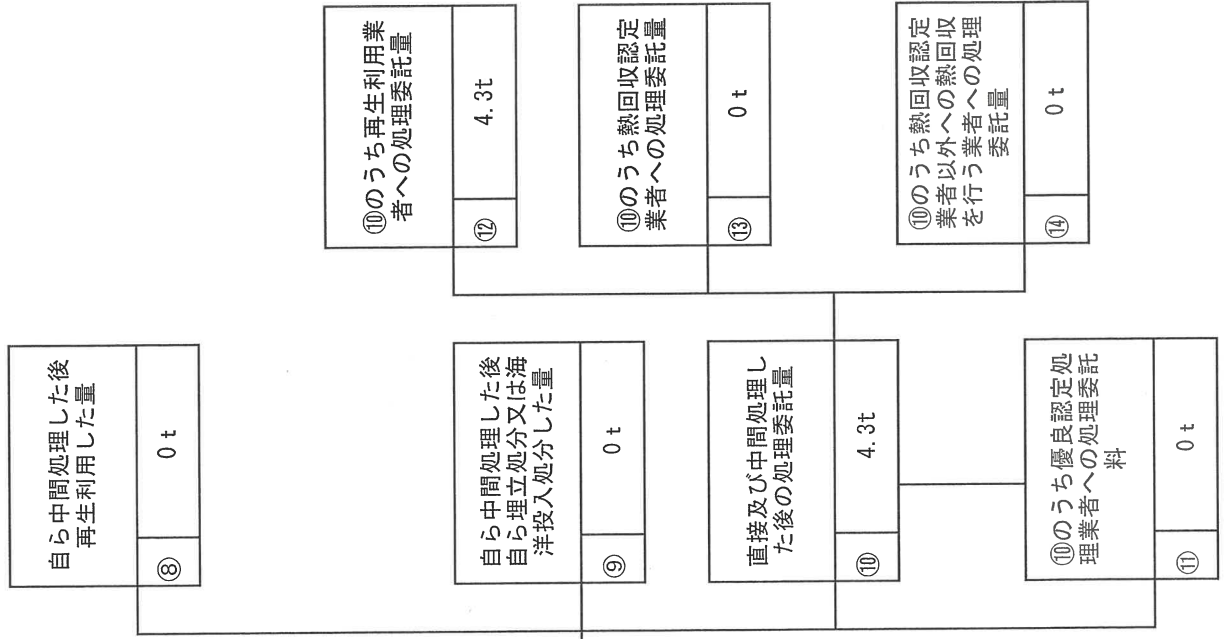 自ら中間処理した後
再生利用した量
⑧
0 t
自ら中間処理した後
自ら埋立処分又は海
洋投入処分した量
⑨
0 t
直接及び中間処理し
た後の処理委託量
⑩
4.3t
⑩のうち優良認定処
理業者への処理委託
料
⑪
0 t
⑩のうち再生利用業
者への処理委託量
⑫
4.3t
⑩のうち熱回収認定
業者への処理委託量
⑬
0 t
⑩のうち熱回収認定
業者以外への熱回収
を行う業者への処理
委託量
⑭
0 t